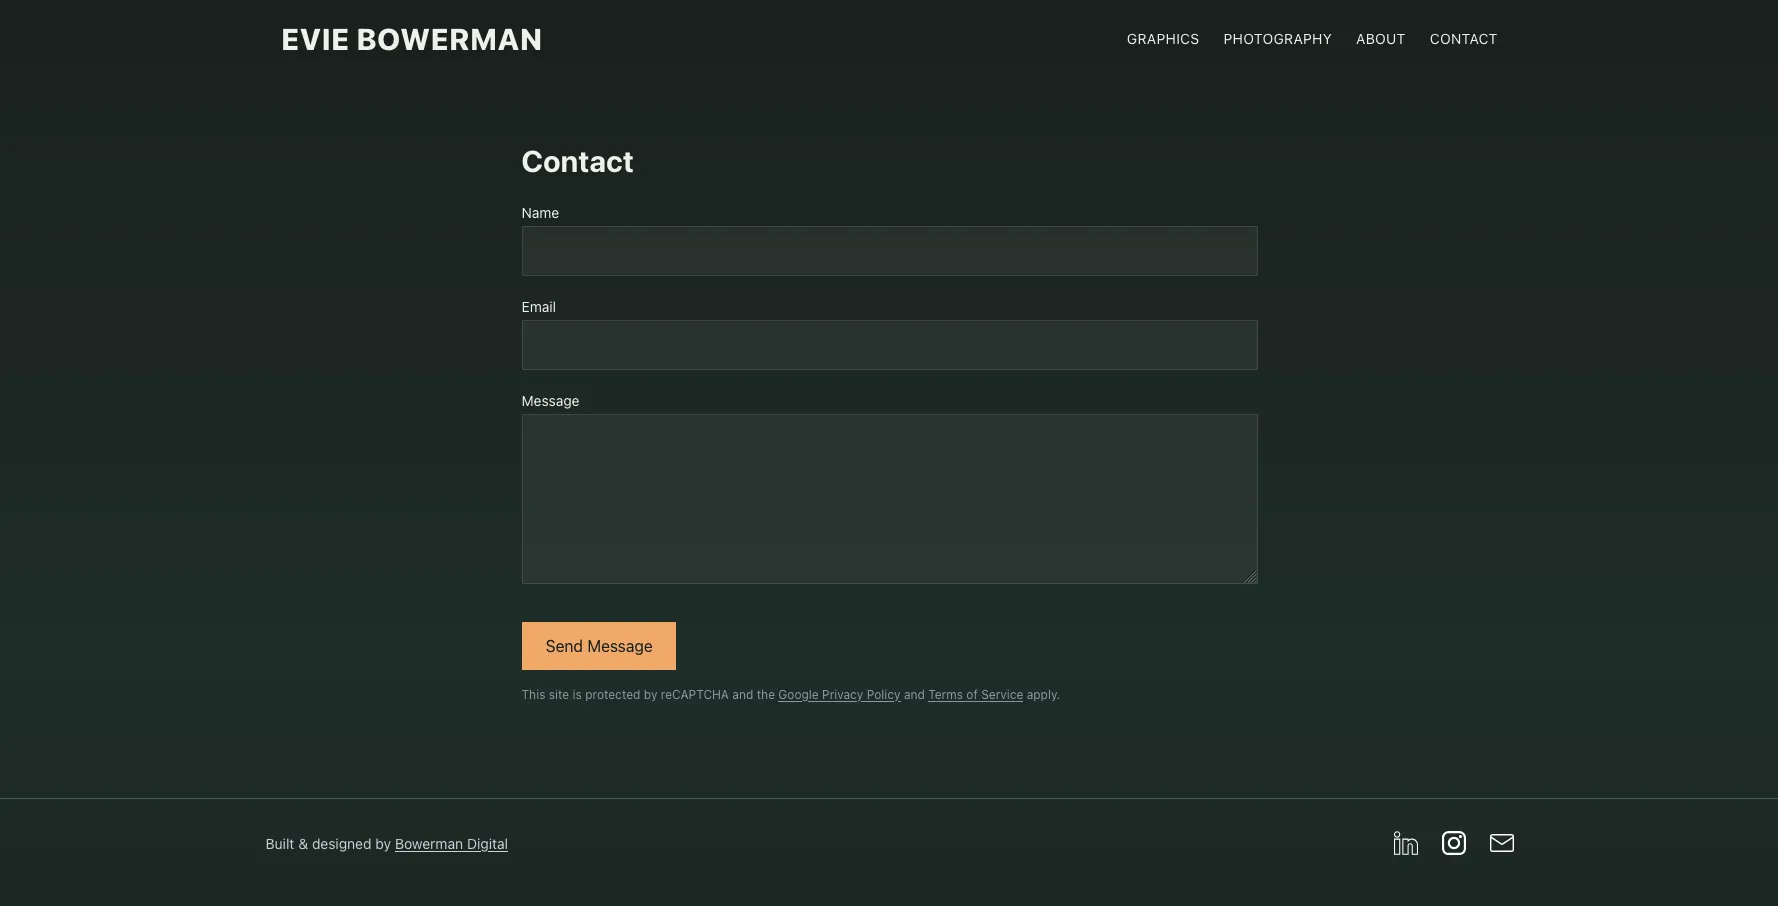 EVIE BOWERMAN
GRAPHICS PHOTOGRAPHY ABOUT CONTACT
Contact
Name
Email
Message
Send Message
This site is protected by reCAPTCHA and the Google Privacy Policy and Terms of Service apply.
Built & designed by Bowerman Digital
in